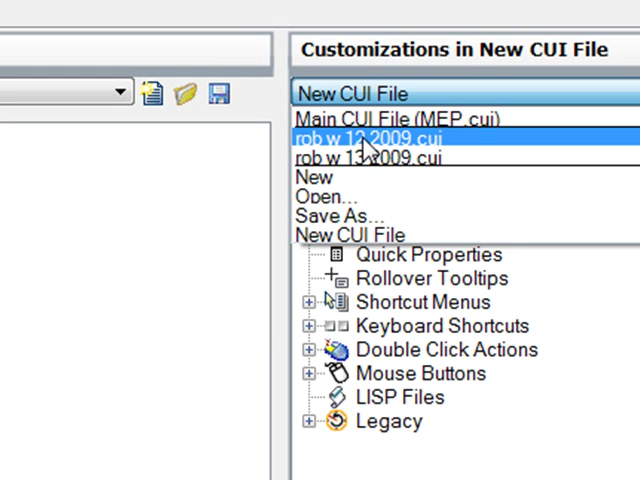 Customizations in New CUI File
New CUI File
Main CUI File (MEP.cui)
rob w 12 2009.cui
rob w 13 2009.cui
New
Open...
Save As...
New CUI File
Quick Properties
Rollover Tooltips
Shortcut Menus
Keyboard Shortcuts
Double Click Actions
Mouse Buttons
LISP Files
Legacy